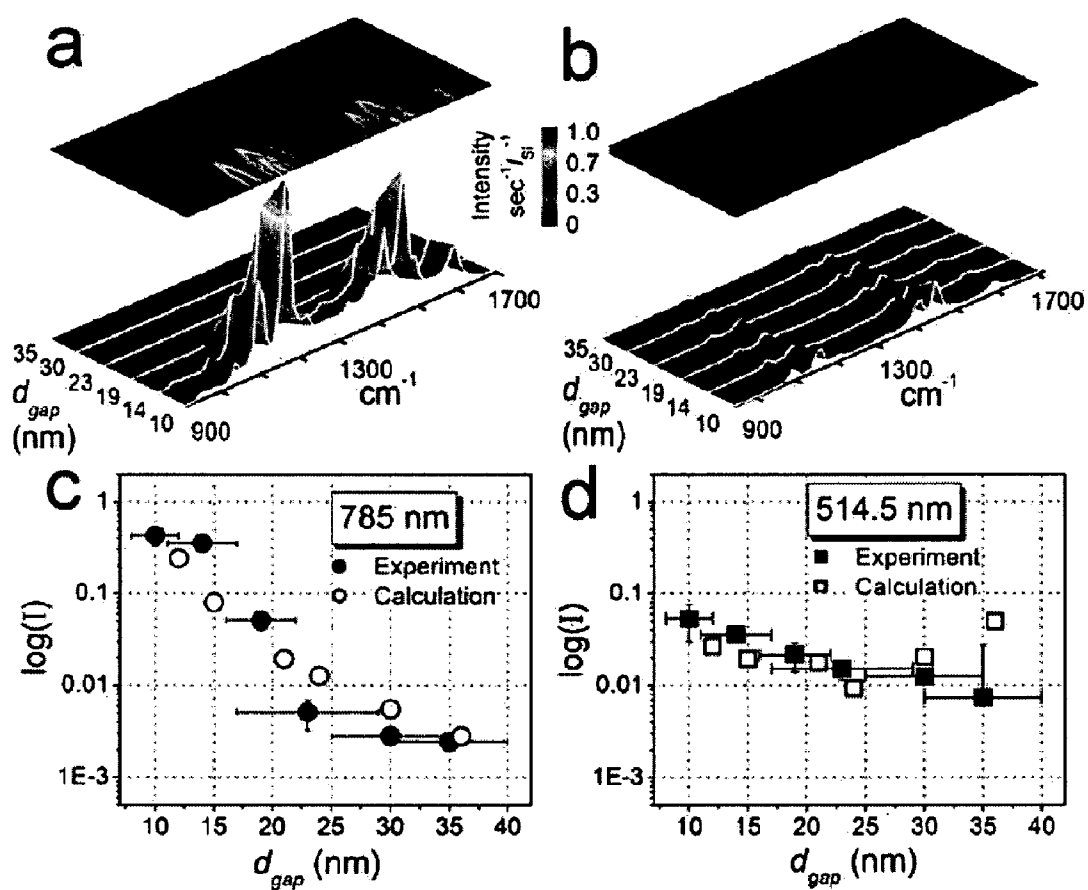 a
b
Intensity
sec⁻¹ I_Si⁻¹
1.0
0.7
0.3
0
35
30
23
19
14
10
d_gap
(nm)
900
1300
1700
cm⁻¹
35
30
23
19
14
10
d_gap
(nm)
900
1300
1700
cm⁻¹
c
785 nm
Experiment
Calculation
log(I)
1
0.1
0.01
1E-3
10 15 20 25 30 35 40
d_gap (nm)
d
514.5 nm
Experiment
Calculation
log(I)
1
0.1
0.01
1E-3
10 15 20 25 30 35 40
d_gap (nm)